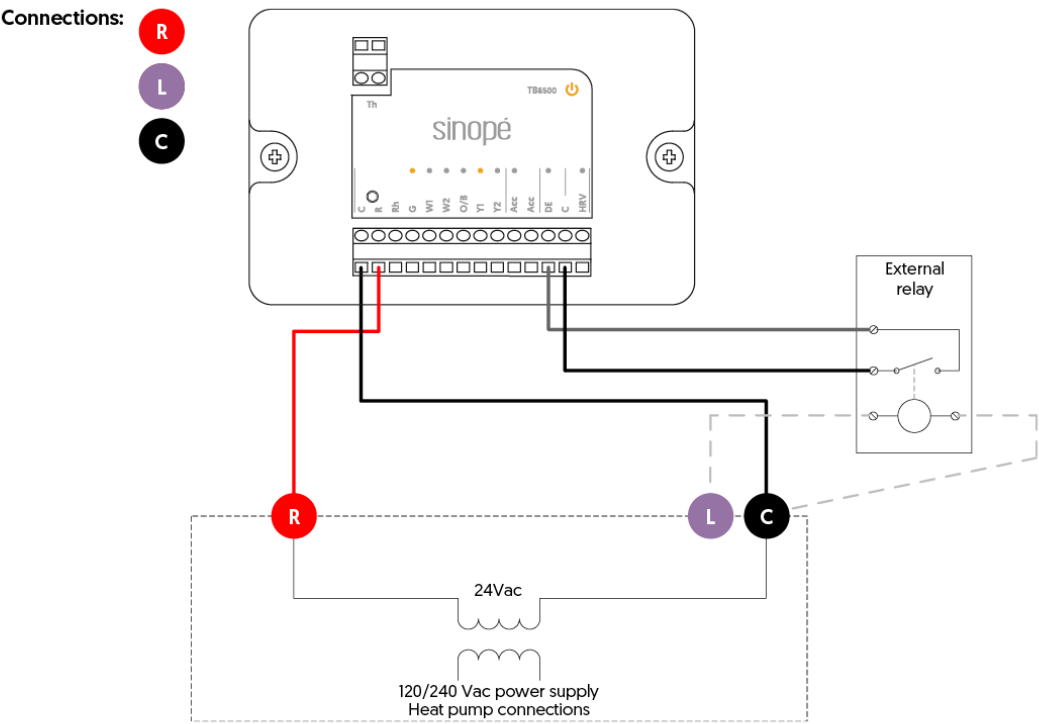 Connections:
R
L
C
TB6500
Th
sinopé
C R Rh G W1 W2 O/B Y1 Y2 Acc Acc DE C HRV
External
relay
R
L
C
24Vac
120/240 Vac power supply
Heat pump connections